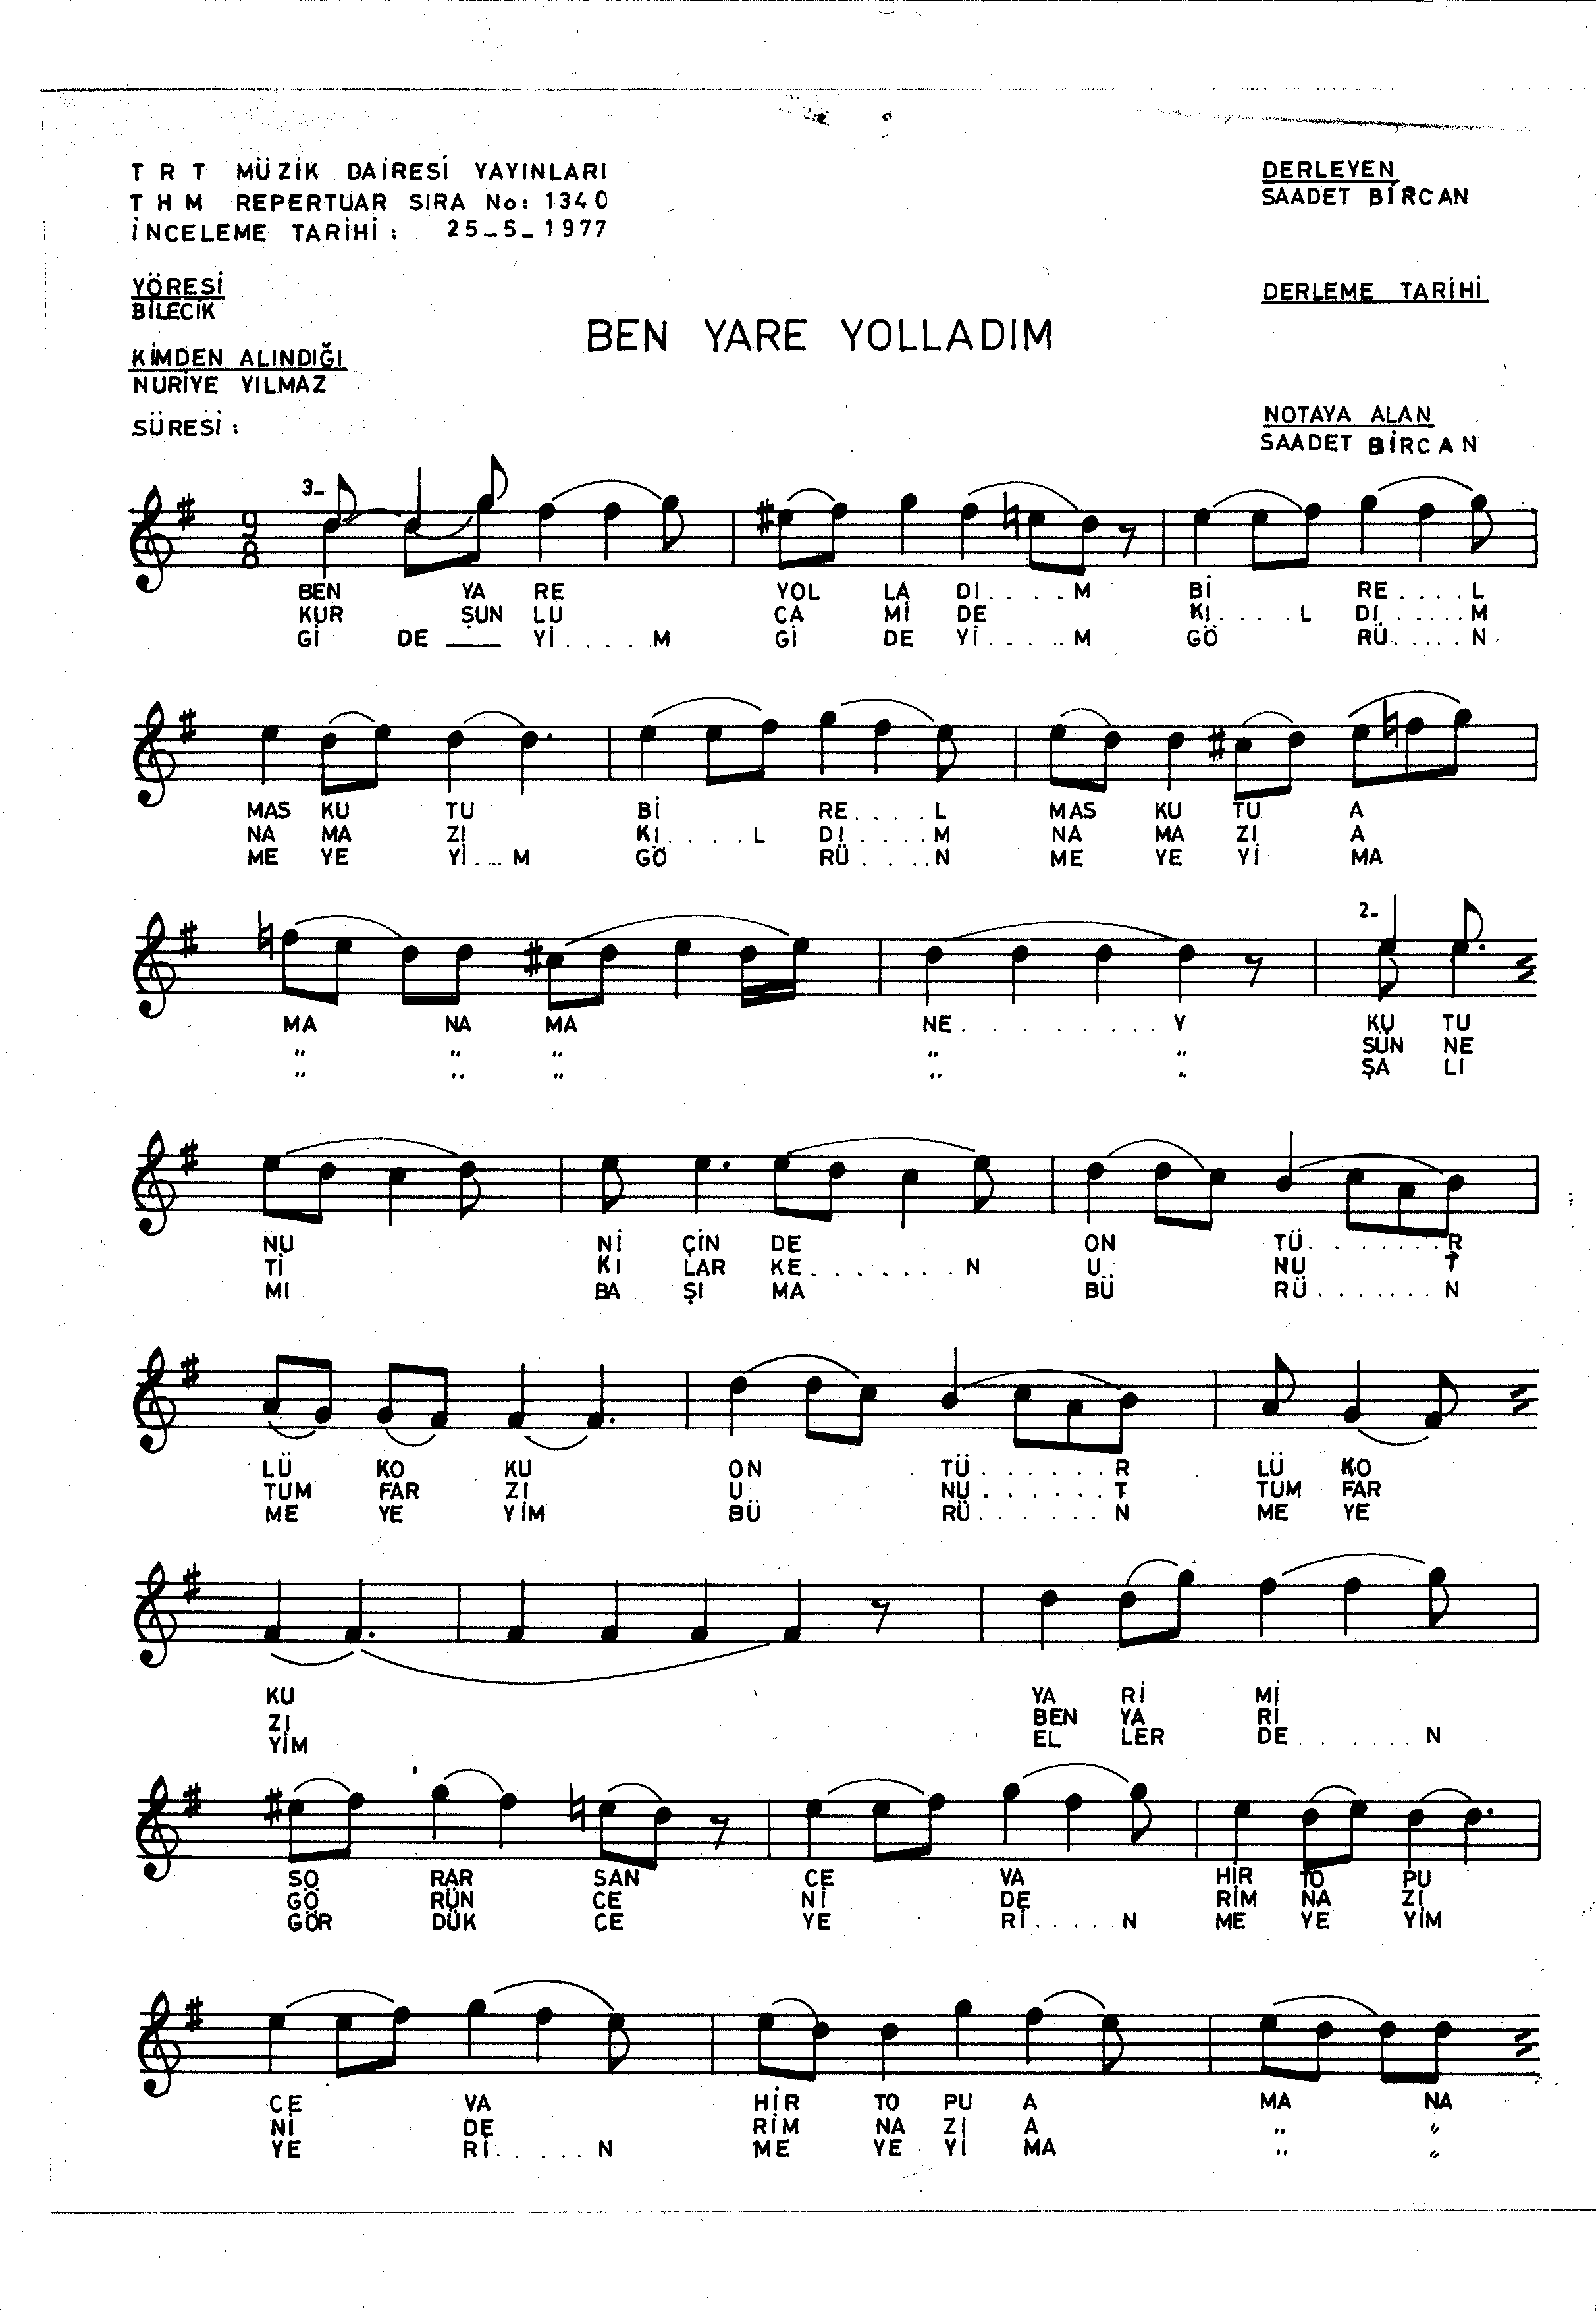 T R T MÜZİK DAİRESİ YAYINLARI
T H M REPERTUAR SIRA No: 1340
İNCELEME TARİHİ : 25_5_1977
DERLEYEN
SAADET BİRCAN
YÖRESİ
BİLECİK
DERLEME TARİHİ
BEN YARE YOLLADIM
KİMDEN ALINDIĞI
NURİYE YILMAZ
SÜRESİ :
NOTAYA ALAN
SAADET BİRCAN
3_
9
8
BEN YA RE YOL LA DI. . . . M Bİ RE. . . . L
KUR ŞUN LU CA Mİ DE KI. . . . . L DI . . . . . . M
Gİ DE ___ Yİ. . . . . M Gİ DE Yİ. . . . . M GÖ RÜ. . . . . N
MAS KU TU Bİ RE. . . . L MAS KU TU A
NA MA ZI KI. . . . . L DI. . . . . M NA MA ZI A
ME YE Yİ. . . M GÖ RÜ . . . . N ME YE Yİ MA
2_
MA NA MA NE. . . . . . . . Y KU TU
" " " " " SÜN NE
" " " " " ŞA LI
NU Nİ ÇİN DE ON TÜ. . . . . . . R
Tİ KI LAR KE. . . . . . . N U NU T
MI BA ŞI MA BÜ RÜ. . . . . . . N
LÜ KO KU ON TÜ. . . . . . R LÜ KO
TUM FAR ZI U NU. . . . . . T TUM FAR
ME YE YİM BÜ RÜ. . . . . . N ME YE
KU YA Rİ Mİ
ZI BEN YA Rİ
YİM EL LER DE. . . . . . . N
SO RAR SAN CE VA HİR TO PU
GÖ RÜN CE Nİ DE RİM NA ZI
GÖR DÜK CE YE Rİ. . . . . N ME YE YİM
CE VA HİR TO PU A MA NA
Nİ DE RİM NA ZI A " "
YE Rİ. . . . . N ME YE Yİ MA " "